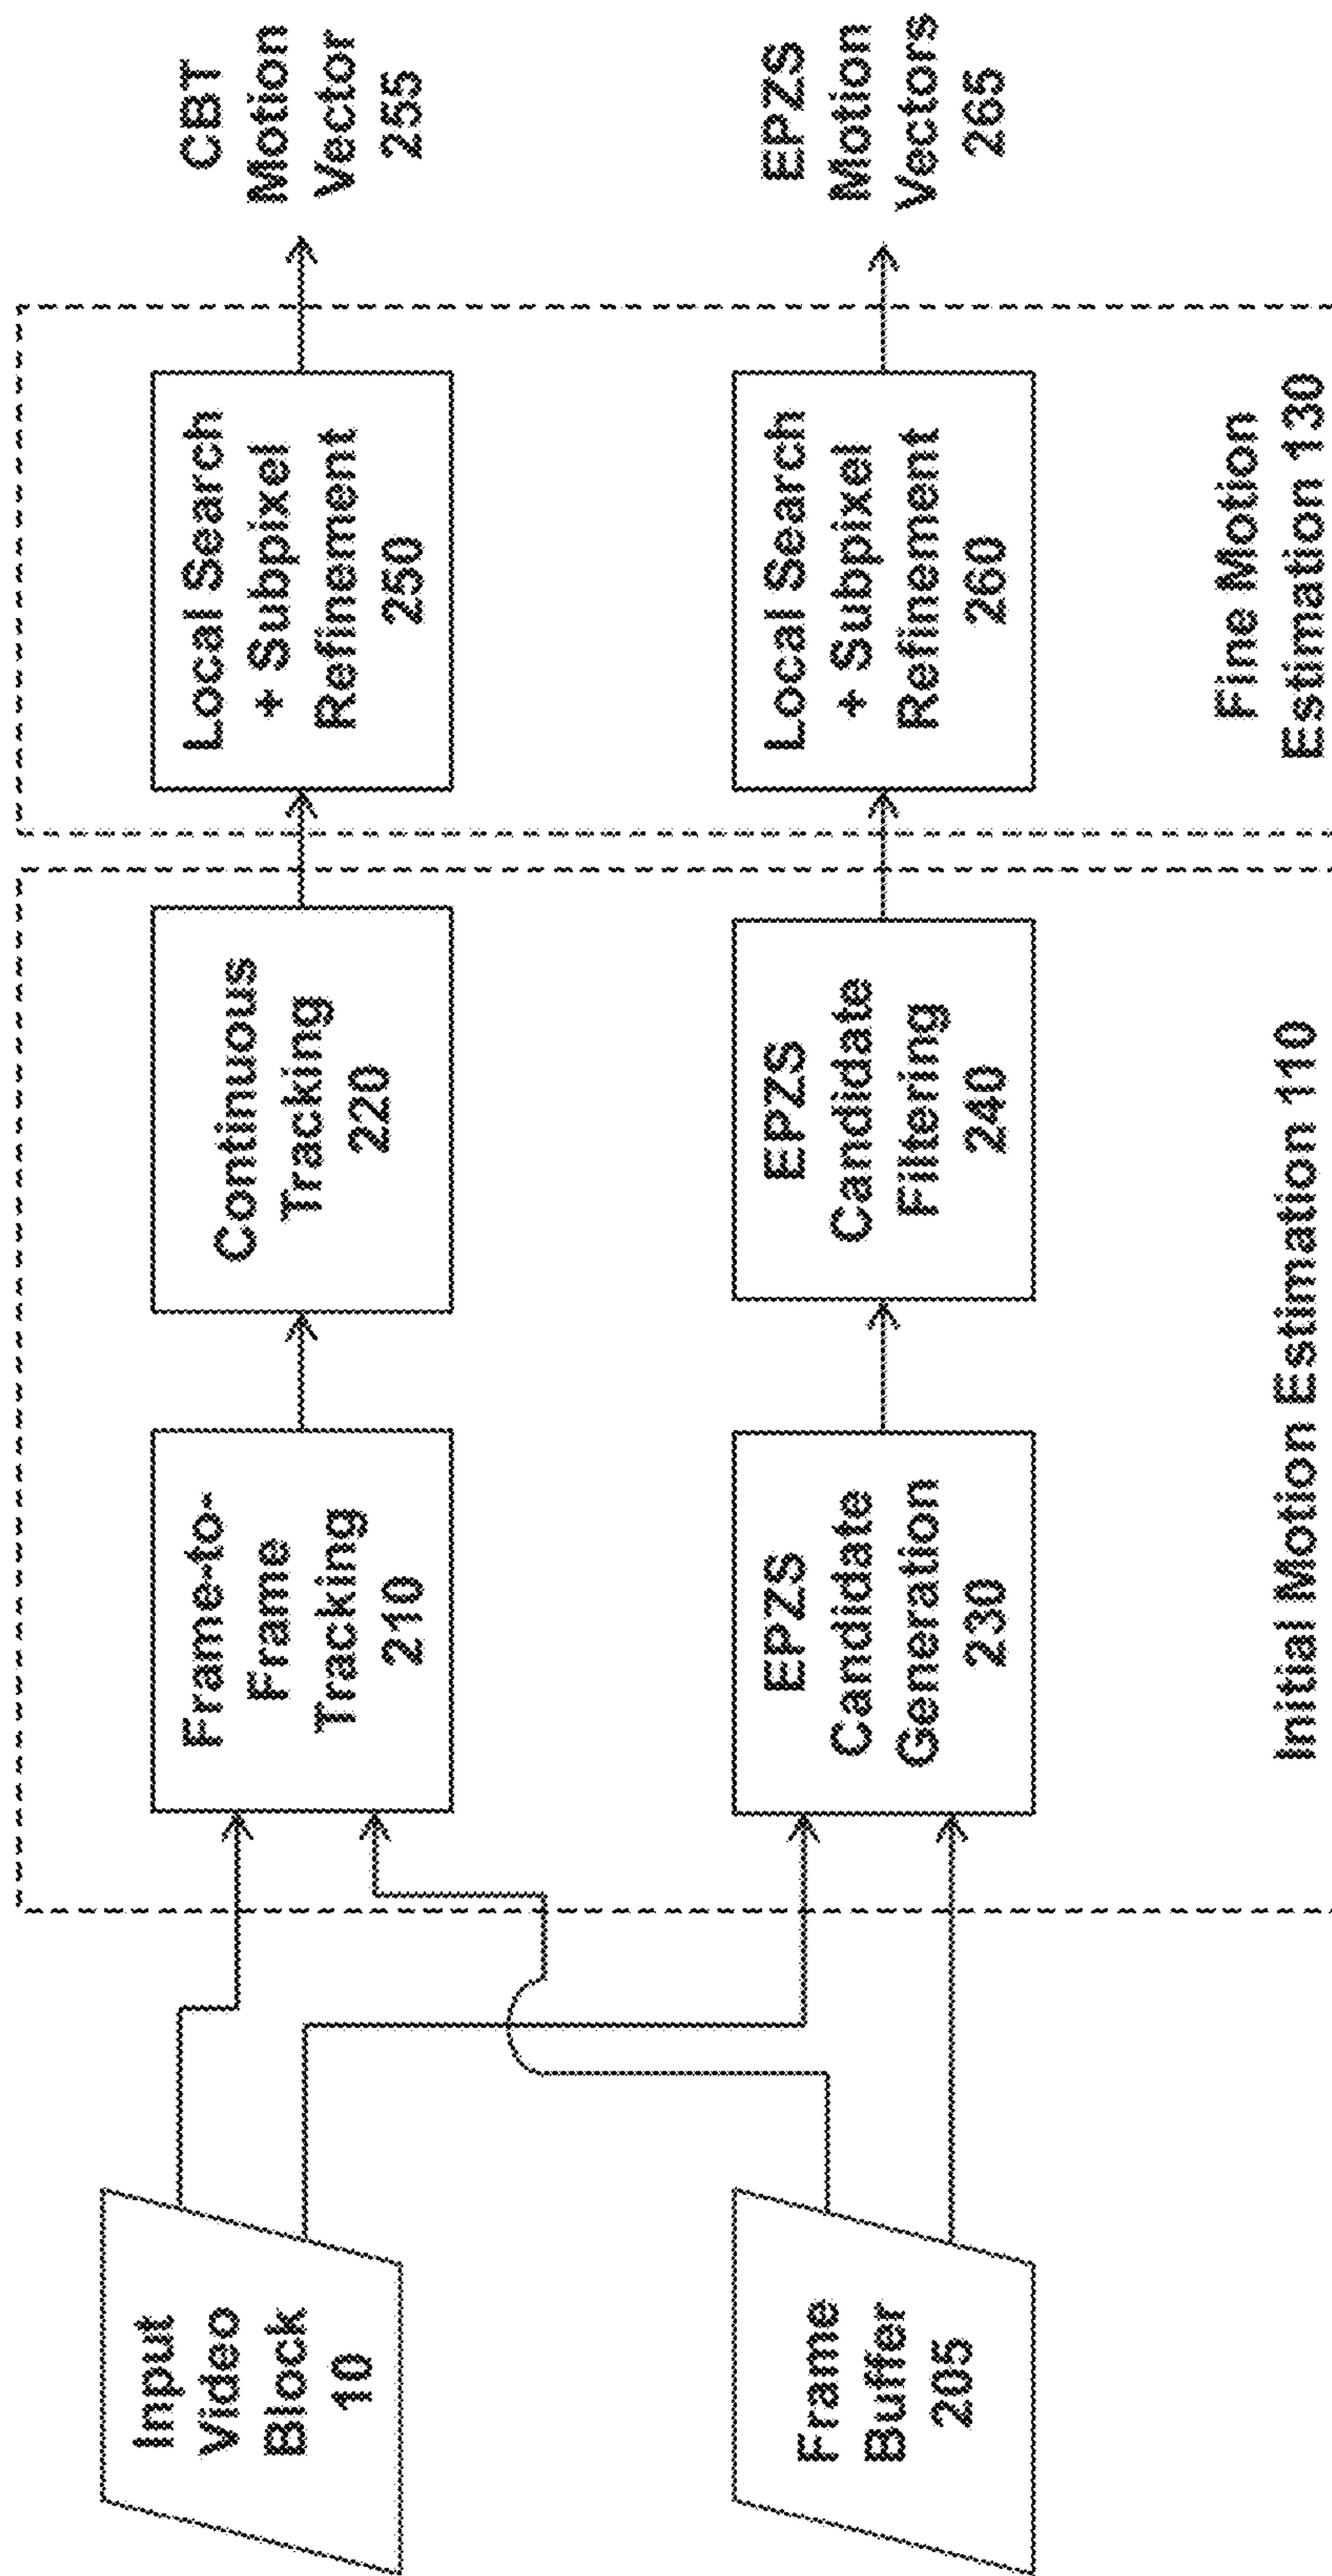 Input
Video
Block
10
Frame
Buffer
205
Frame-to-
Frame
Tracking
210
Continuous
Tracking
220
EPZS
Candidate
Generation
230
EPZS
Candidate
Filtering
240
Initial Motion Estimation 110
Local Search
+ Subpixel
Refinement
250
Local Search
+ Subpixel
Refinement
260
Fine Motion
Estimation 130
CBT
Motion
Vector
255
EPZS
Motion
Vectors
265